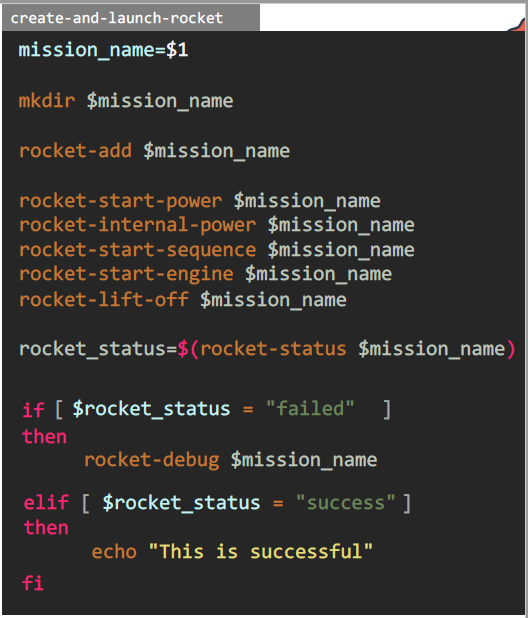 create-and-launch-rocket
mission_name=$1
mkdir $mission_name
rocket-add $mission_name
rocket-start-power $mission_name
rocket-internal-power $mission_name
rocket-start-sequence $mission_name
rocket-start-engine $mission_name
rocket-lift-off $mission_name
rocket_status=$(rocket-status $mission_name)
if [ $rocket_status = "failed" ]
then
rocket-debug $mission_name
elif [ $rocket_status = "success" ]
then
echo "This is successful"
fi